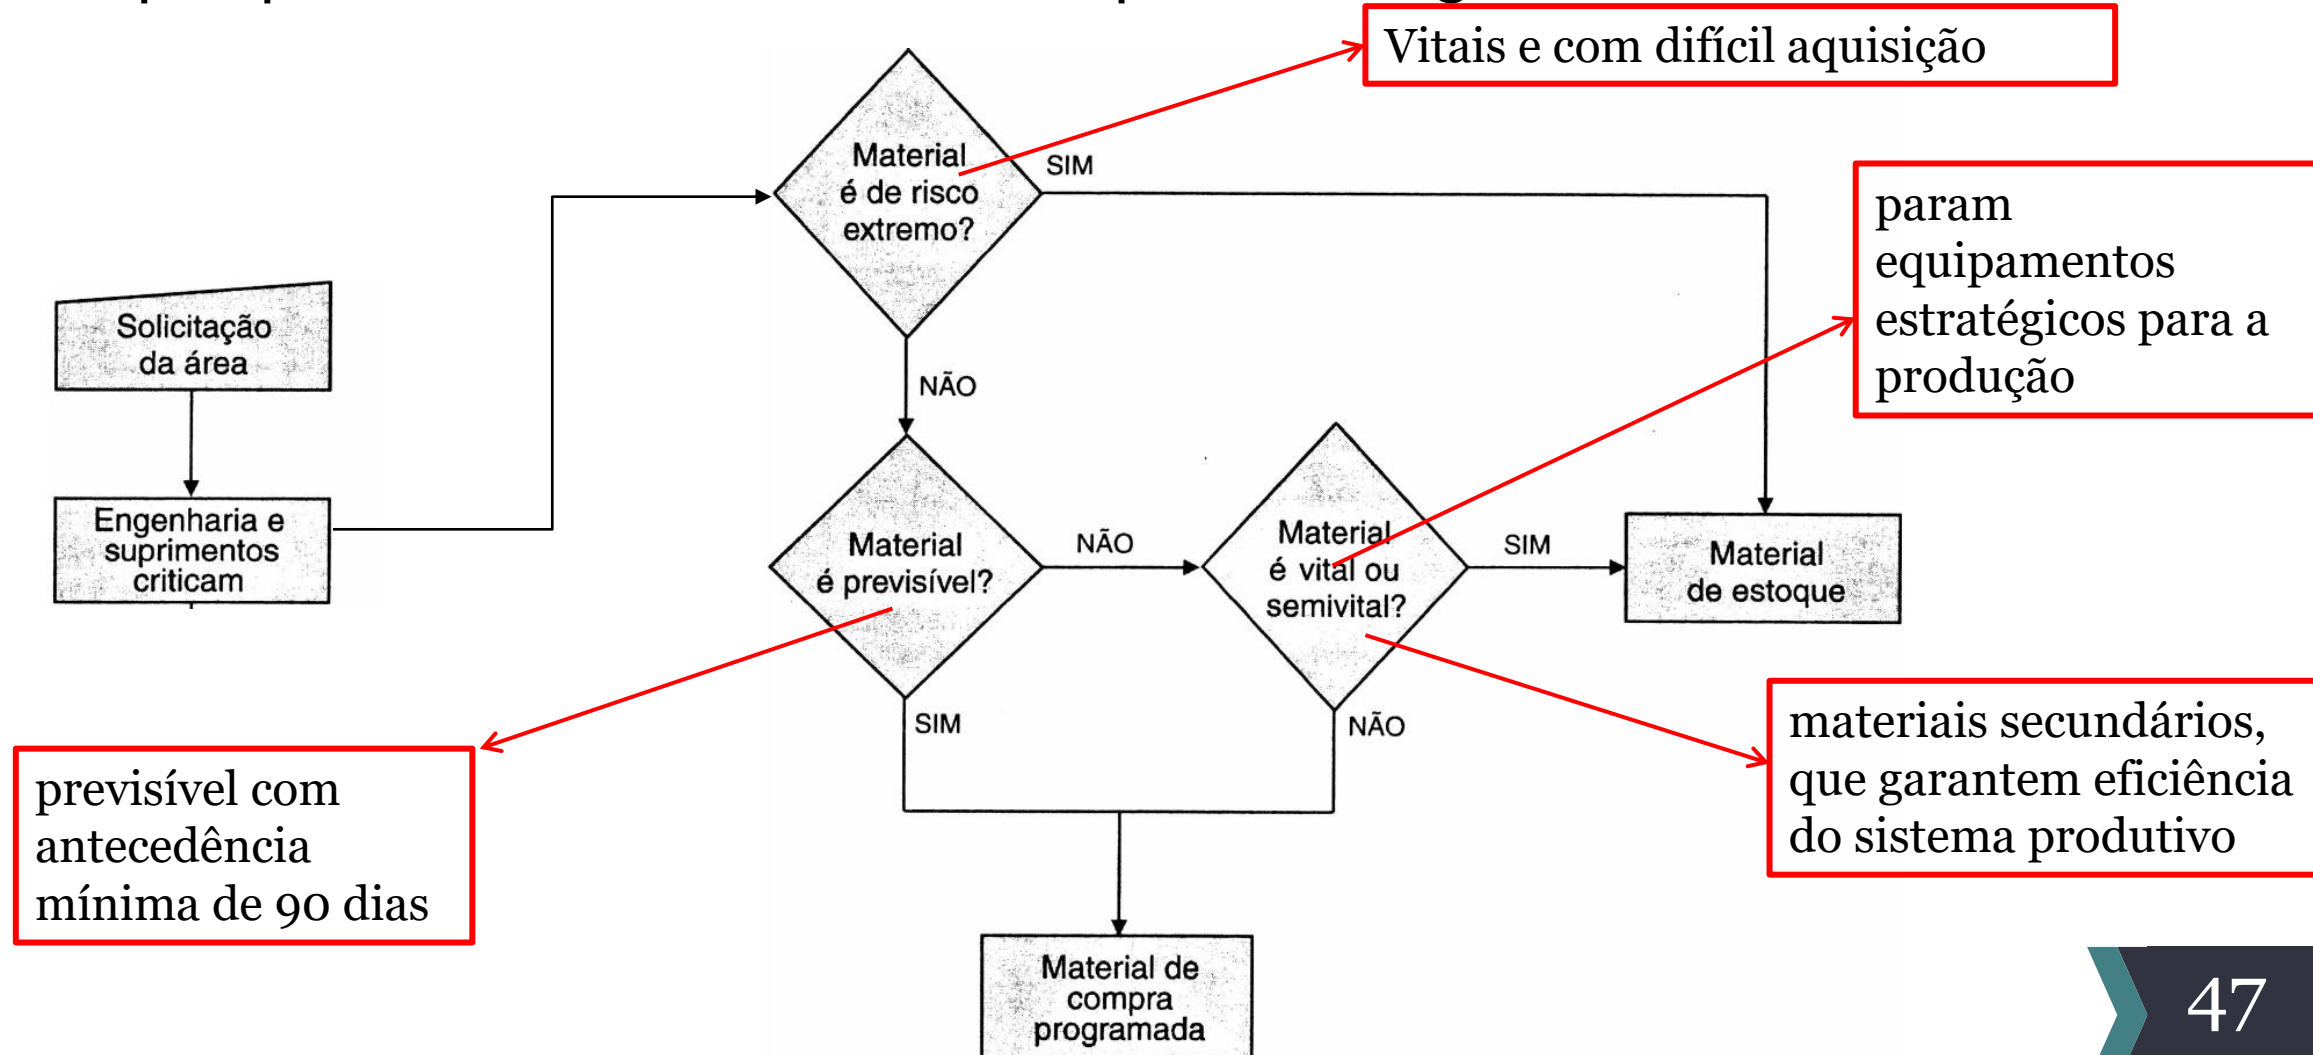 Vitais e com difícil aquisição
Material
é de risco
extremo?
SIM
param
equipamentos
estratégicos para a
produção
Solicitação
da área
NÃO
Engenharia e
suprimentos
criticam
Material
é previsível?
NÃO
Material
é vital ou
semivital?
SIM
Material
de estoque
SIM
NÃO
previsível com
antecedência
mínima de 90 dias
materiais secundários,
que garantem eficiência
do sistema produtivo
Material de
compra
programada
47